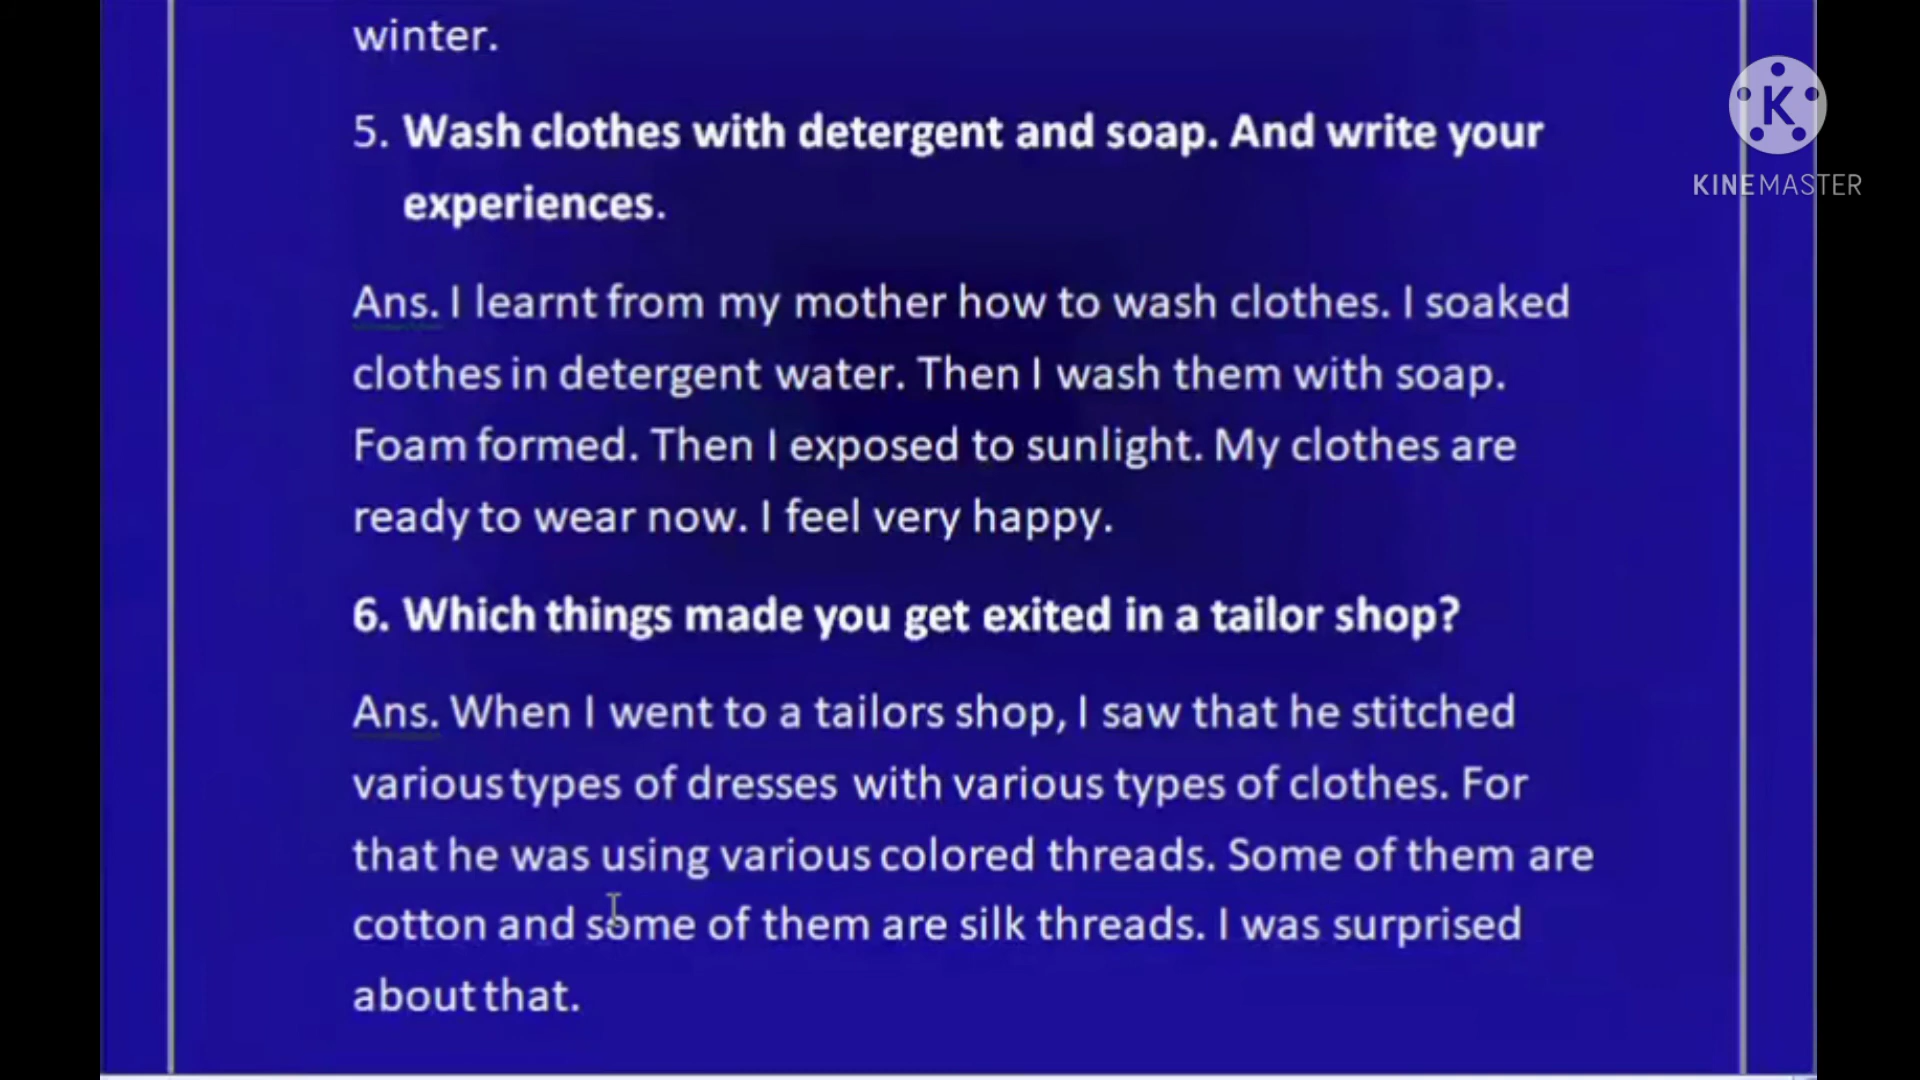 winter.
5. Wash clothes with detergent and soap. And write your
experiences.
Ans. I learnt from my mother how to wash clothes. I soaked
clothes in detergent water. Then I wash them with soap.
Foam formed. Then I exposed to sunlight. My clothes are
ready to wear now. I feel very happy.
6. Which things made you get exited in a tailor shop?
Ans. When I went to a tailors shop, I saw that he stitched
various types of dresses with various types of clothes. For
that he was using various colored threads. Some of them are
cotton and some of them are silk threads. I was surprised
about that.
K
KINEMASTER